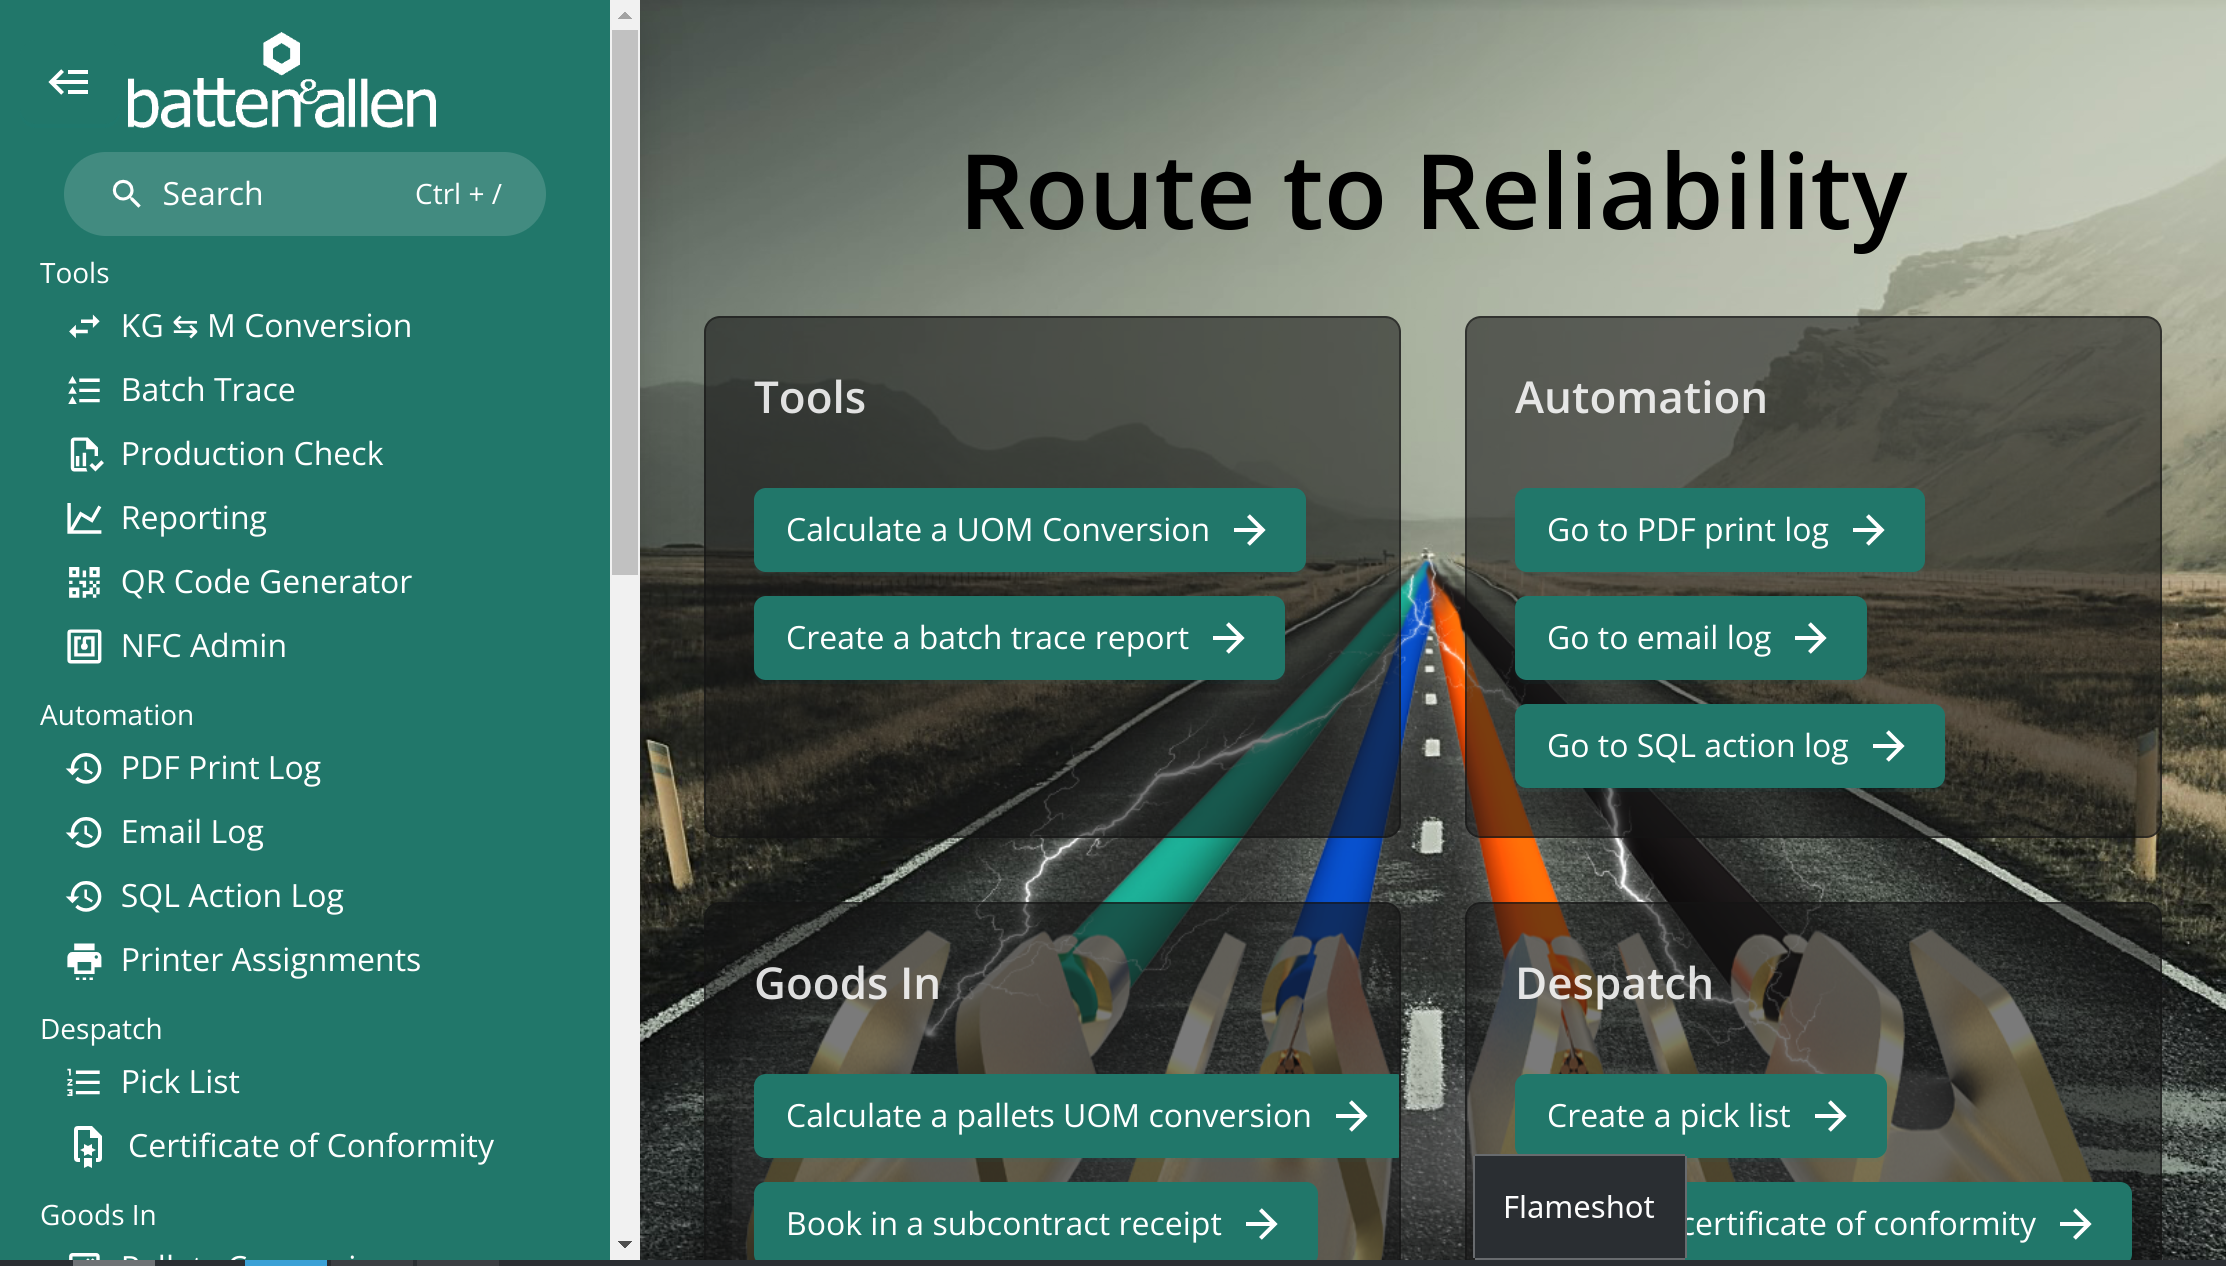 batten&allen
Search Ctrl + /
Tools
KG ⇆ M Conversion
Batch Trace
Production Check
Reporting
QR Code Generator
NFC Admin
Automation
PDF Print Log
Email Log
SQL Action Log
Printer Assignments
Despatch
Pick List
Certificate of Conformity
Goods In
Route to Reliability
Tools
Calculate a UOM Conversion
Create a batch trace report
Automation
Go to PDF print log
Go to email log
Go to SQL action log
Goods In
Calculate a pallets UOM conversion
Book in a subcontract receipt
Despatch
Create a pick list
certificate of conformity
Flameshot